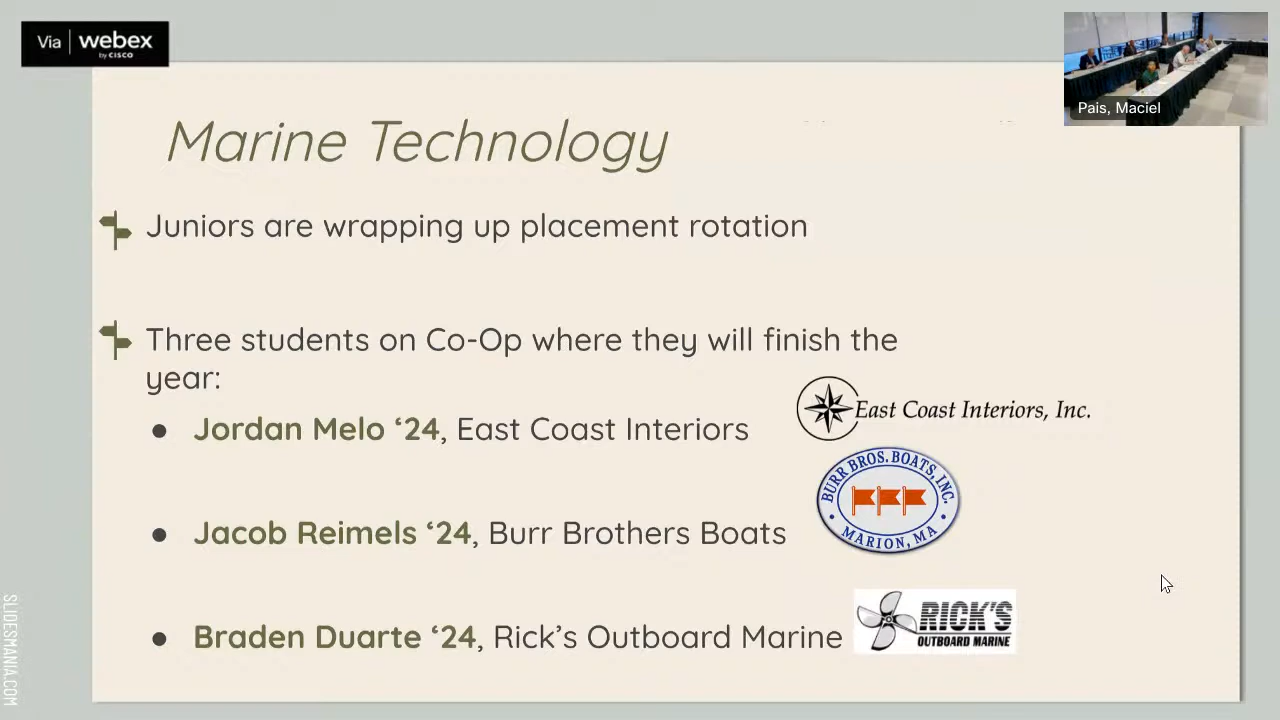 Via webex
by CISCO
Pais, Maciel
Marine Technology
Juniors are wrapping up placement rotation
Three students on Co-Op where they will finish the
year:
● Jordan Melo ‘24, East Coast Interiors
East Coast Interiors, Inc.
BURR BROS. BOATS, INC.
• MARION, MA •
● Jacob Reimels ‘24, Burr Brothers Boats
● Braden Duarte ‘24, Rick’s Outboard Marine
RICK'S
OUTBOARD MARINE
SLIDESMANIA.COM